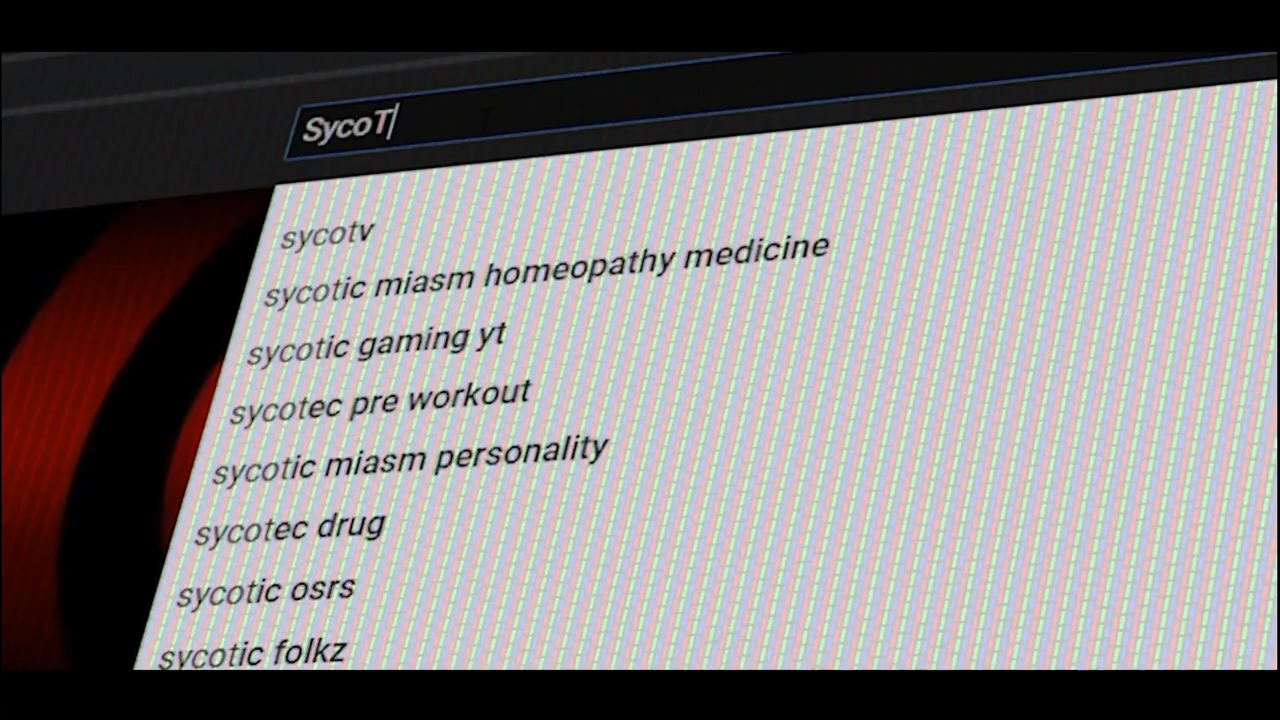 SycoT
sycotv
sycotic miasm homeopathy medicine
sycotic gaming yt
sycotec pre workout
sycotic miasm personality
sycotec drug
sycotic osrs
sycotic folkz